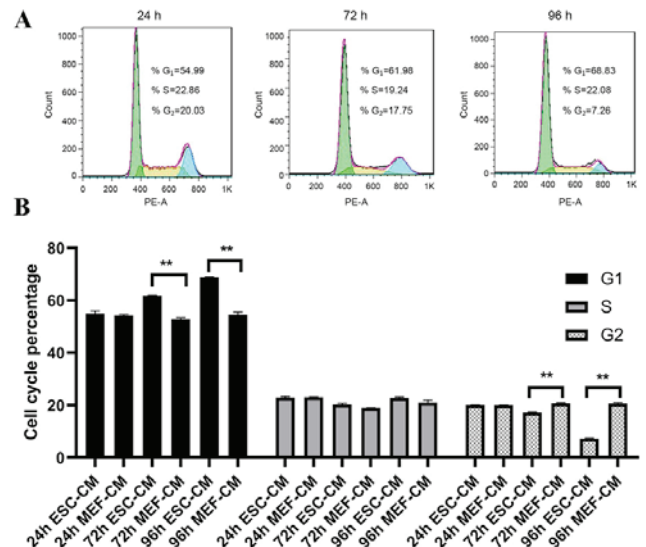 A
24 h
72 h
96 h
1000
800
600
400
200
0
Count
% G1=54.99
% S=22.86
% G2=20.03
0 200 400 600 800 1K
PE-A
1000
800
600
400
200
0
Count
% G1=61.98
% S=19.24
% G2=17.75
0 200 400 600 800 1K
PE-A
1000
800
600
400
200
0
Count
% G1=68.83
% S=22.08
% G2=7.26
0 200 400 600 800 1K
PE-A
B
80
60
40
20
0
Cell cycle percentage
**
**
**
**
G1
S
G2
24h ESC-CM
24h MEF-CM
72h ESC-CM
72h MEF-CM
96h ESC-CM
96h MEF-CM
24h ESC-CM
24h MEF-CM
72h ESC-CM
72h MEF-CM
96h ESC-CM
96h MEF-CM
24h ESC-CM
24h MEF-CM
72h ESC-CM
72h MEF-CM
96h ESC-CM
96h MEF-CM